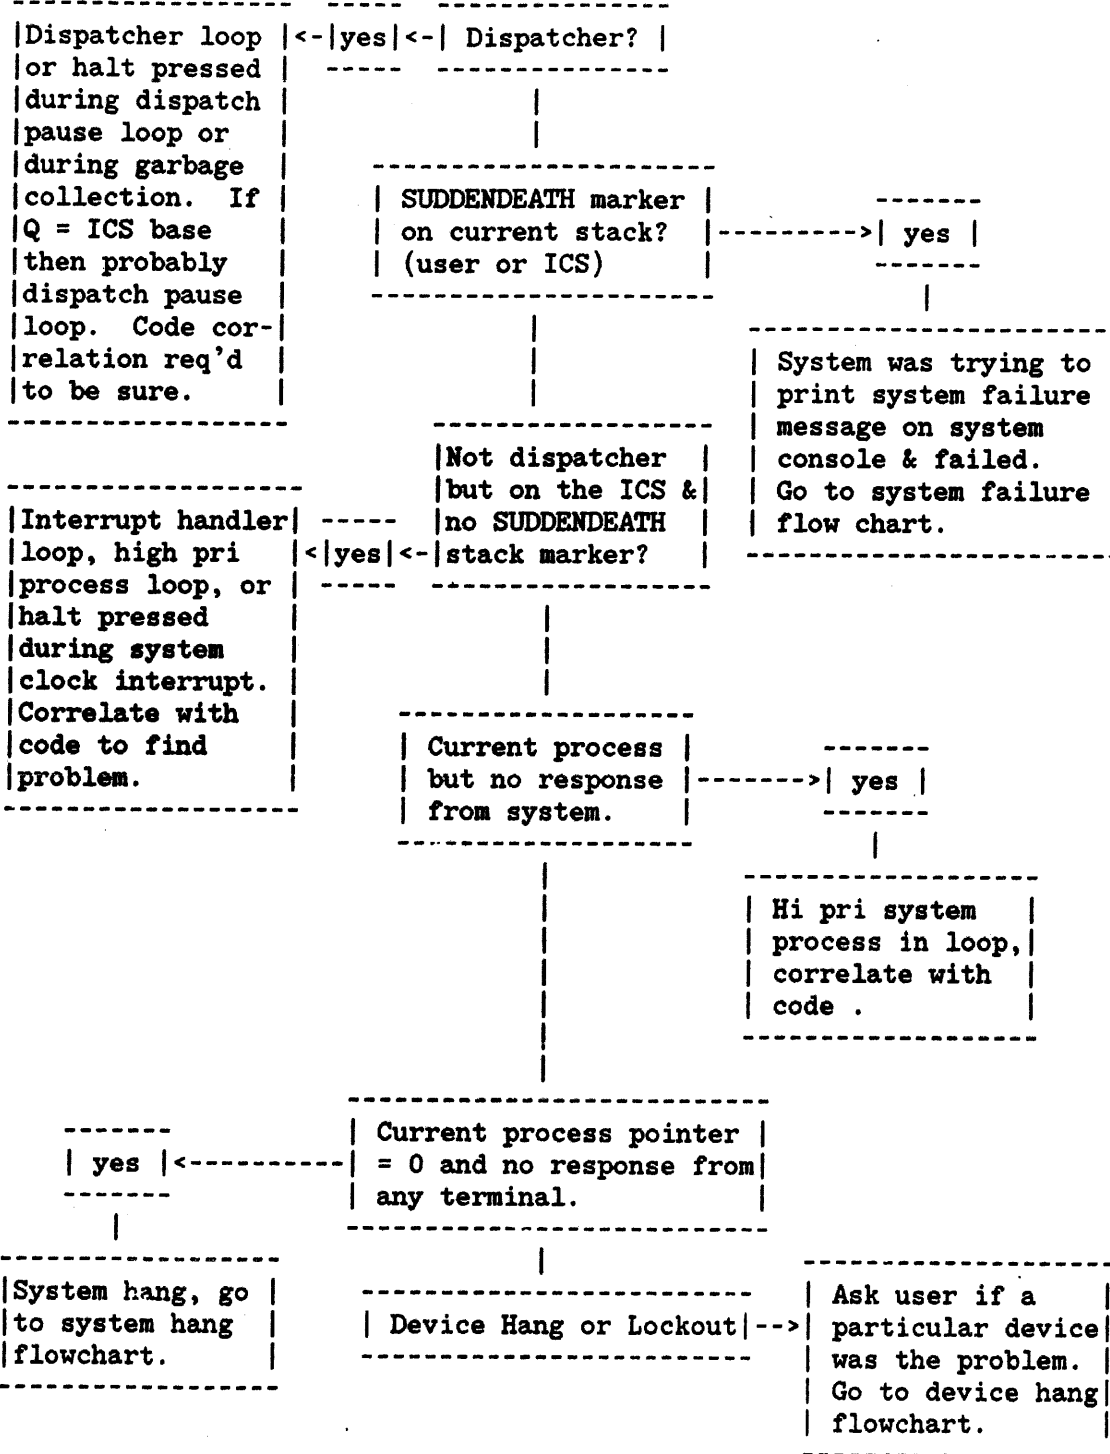 Dispatcher? 
yes
Dispatcher loop
or halt pressed
during dispatch
pause loop or
during garbage
collection. If
Q = ICS base
then probably
dispatch pause
loop. Code cor-
relation req'd
to be sure.
SUDDENDEATH marker
on current stack?
(user or ICS)
yes
System was trying to
print system failure
message on system
console & failed.
Go to system failure
flow chart.
Not dispatcher
but on the ICS &
no SUDDENDEATH
stack marker?
yes
Interrupt handler
loop, high pri
process loop, or
halt pressed
during system
clock interrupt.
Correlate with
code to find
problem.
Current process
but no response
from system.
yes
Hi pri system
process in loop,
correlate with
code .
Current process pointer
= 0 and no response from
any terminal.
yes
System hang, go
to system hang
flowchart.
Device Hang or Lockout
Ask user if a
particular device
was the problem.
Go to device hang
flowchart.